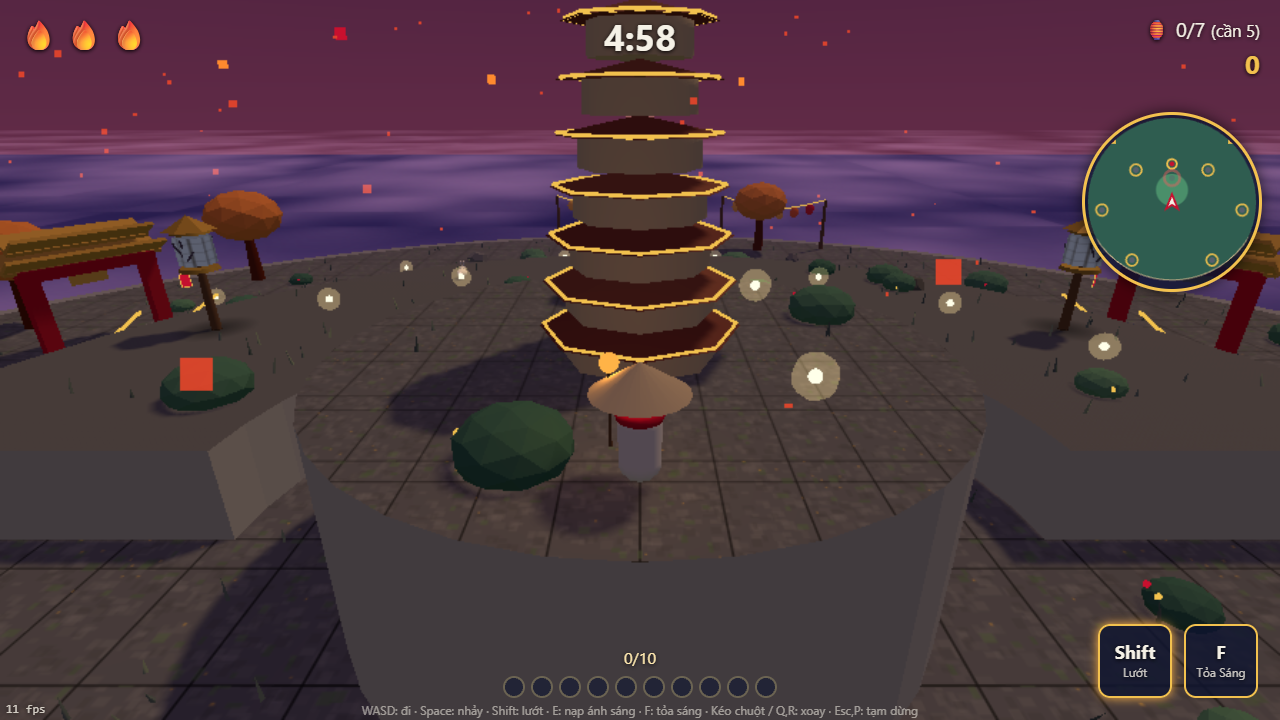 4:58
0/7 (cần 5)
0
0/10
Shift
Lướt
F
Tỏa Sáng
11 fps
WASD: đi · Space: nhảy · Shift: lướt · E: nạp ánh sáng · F: tỏa sáng · Kéo chuột / Q,R: xoay · Esc,P: tạm dừng